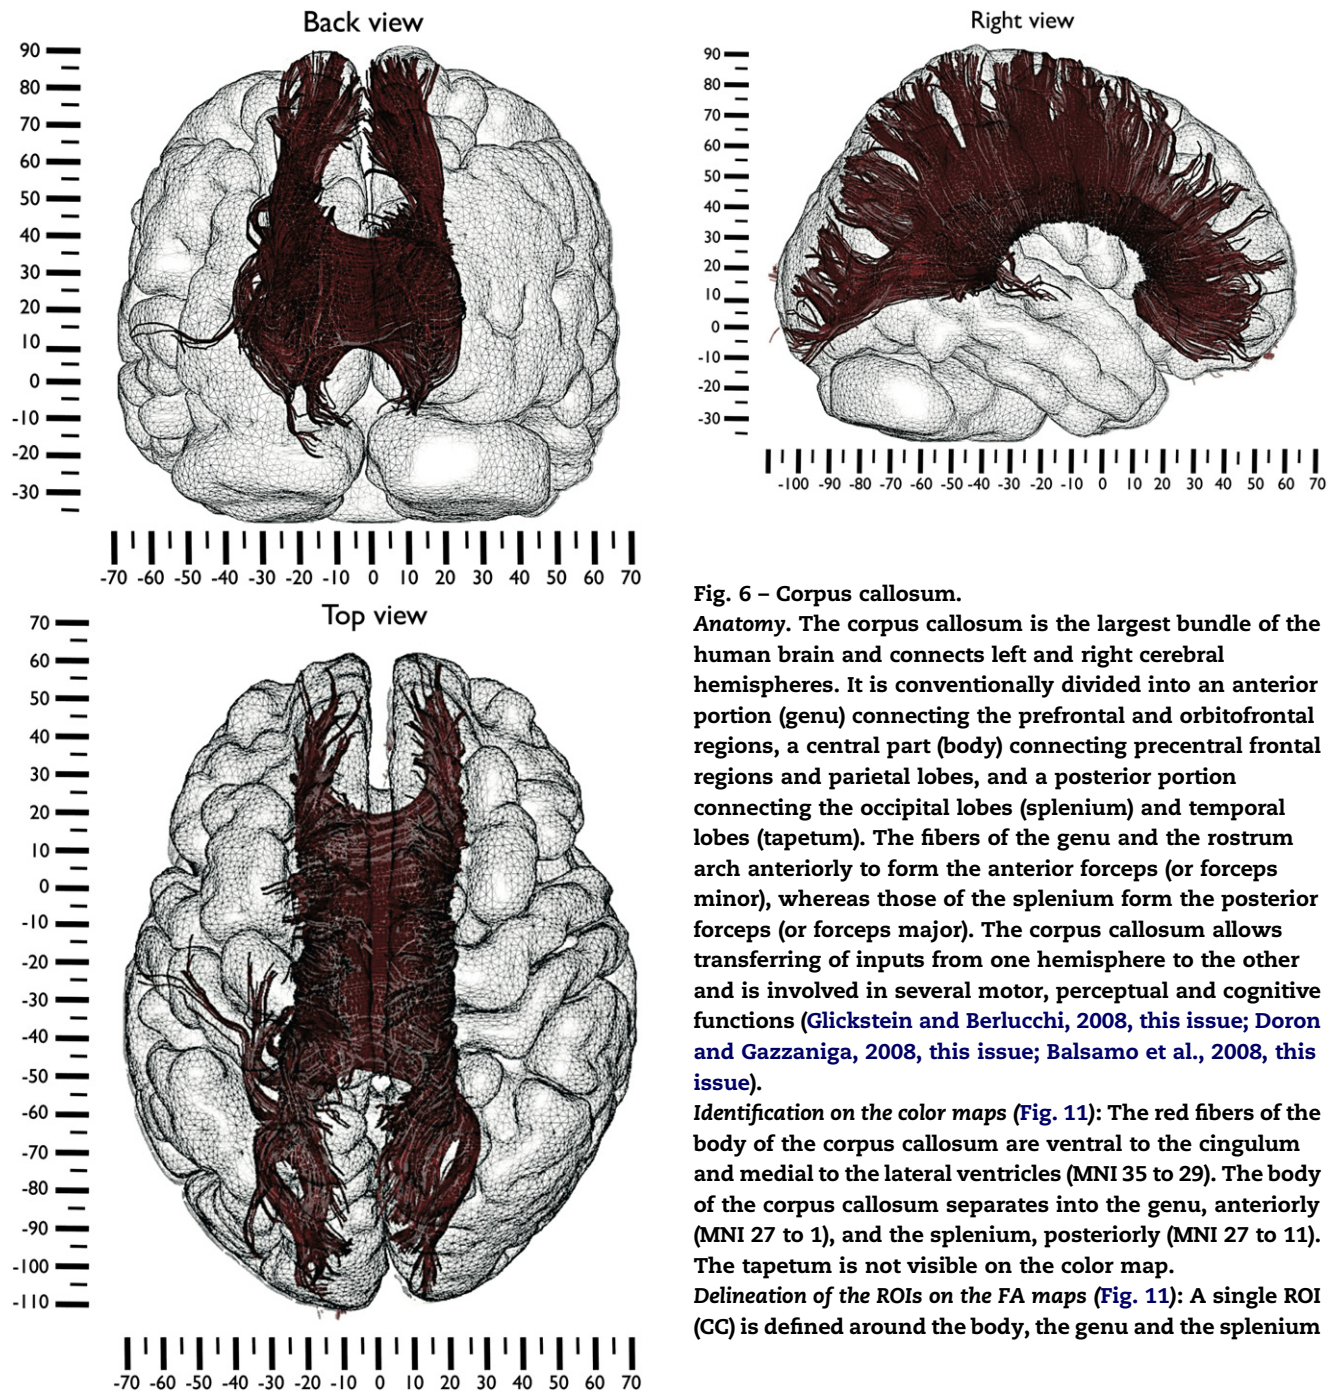 Back view
90
80
70
60
50
40
30
20
10
0
-10
-20
-30
-70 -60 -50 -40 -30 -20 -10 0 10 20 30 40 50 60 70
Right view
90
80
70
60
50
40
30
20
10
0
-10
-20
-30
-100 -90 -80 -70 -60 -50 -40 -30 -20 -10 0 10 20 30 40 50 60 70
Top view
70
60
50
40
30
20
10
0
-10
-20
-30
-40
-50
-60
-70
-80
-90
-100
-110
-70 -60 -50 -40 -30 -20 -10 0 10 20 30 40 50 60 70
Fig. 6 – Corpus callosum.
Anatomy. The corpus callosum is the largest bundle of the
human brain and connects left and right cerebral
hemispheres. It is conventionally divided into an anterior
portion (genu) connecting the prefrontal and orbitofrontal
regions, a central part (body) connecting precentral frontal
regions and parietal lobes, and a posterior portion
connecting the occipital lobes (splenium) and temporal
lobes (tapetum). The fibers of the genu and the rostrum
arch anteriorly to form the anterior forceps (or forceps
minor), whereas those of the splenium form the posterior
forceps (or forceps major). The corpus callosum allows
transferring of inputs from one hemisphere to the other
and is involved in several motor, perceptual and cognitive
functions (Glickstein and Berlucchi, 2008, this issue; Doron
and Gazzaniga, 2008, this issue; Balsamo et al., 2008, this
issue).
Identification on the color maps (Fig. 11): The red fibers of the
body of the corpus callosum are ventral to the cingulum
and medial to the lateral ventricles (MNI 35 to 29). The body
of the corpus callosum separates into the genu, anteriorly
(MNI 27 to 1), and the splenium, posteriorly (MNI 27 to 11).
The tapetum is not visible on the color map.
Delineation of the ROIs on the FA maps (Fig. 11): A single ROI
(CC) is defined around the body, the genu and the splenium